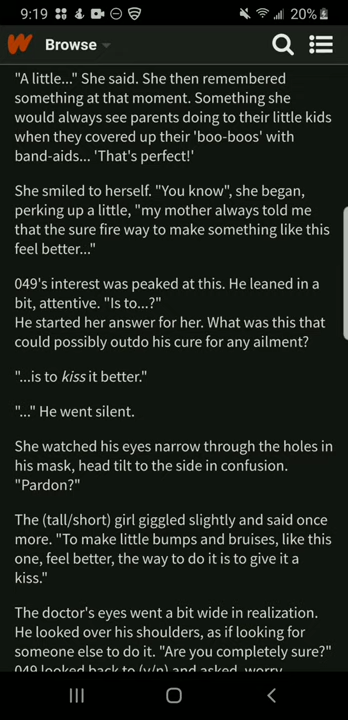 9:19
20%
Browse
"A little..." She said. She then remembered
something at that moment. Something she
would always see parents doing to their little kids
when they covered up their 'boo-boos' with
band-aids... 'That's perfect!'
She smiled to herself. "You know", she began,
perking up a little, "my mother always told me
that the sure fire way to make something like this
feel better..."
049's interest was peaked at this. He leaned in a
bit, attentive. "Is to...?"
He started her answer for her. What was this that
could possibly outdo his cure for any ailment?
"...is to kiss it better."
"..." He went silent.
She watched his eyes narrow through the holes in
his mask, head tilt to the side in confusion.
"Pardon?"
The (tall/short) girl giggled slightly and said once
more. "To make little bumps and bruises, like this
one, feel better, the way to do it is to give it a
kiss."
The doctor's eyes went a bit wide in realization.
He looked over his shoulders, as if looking for
someone else to do it. "Are you completely sure?"
049 looked back to (y/n) and asked, worry